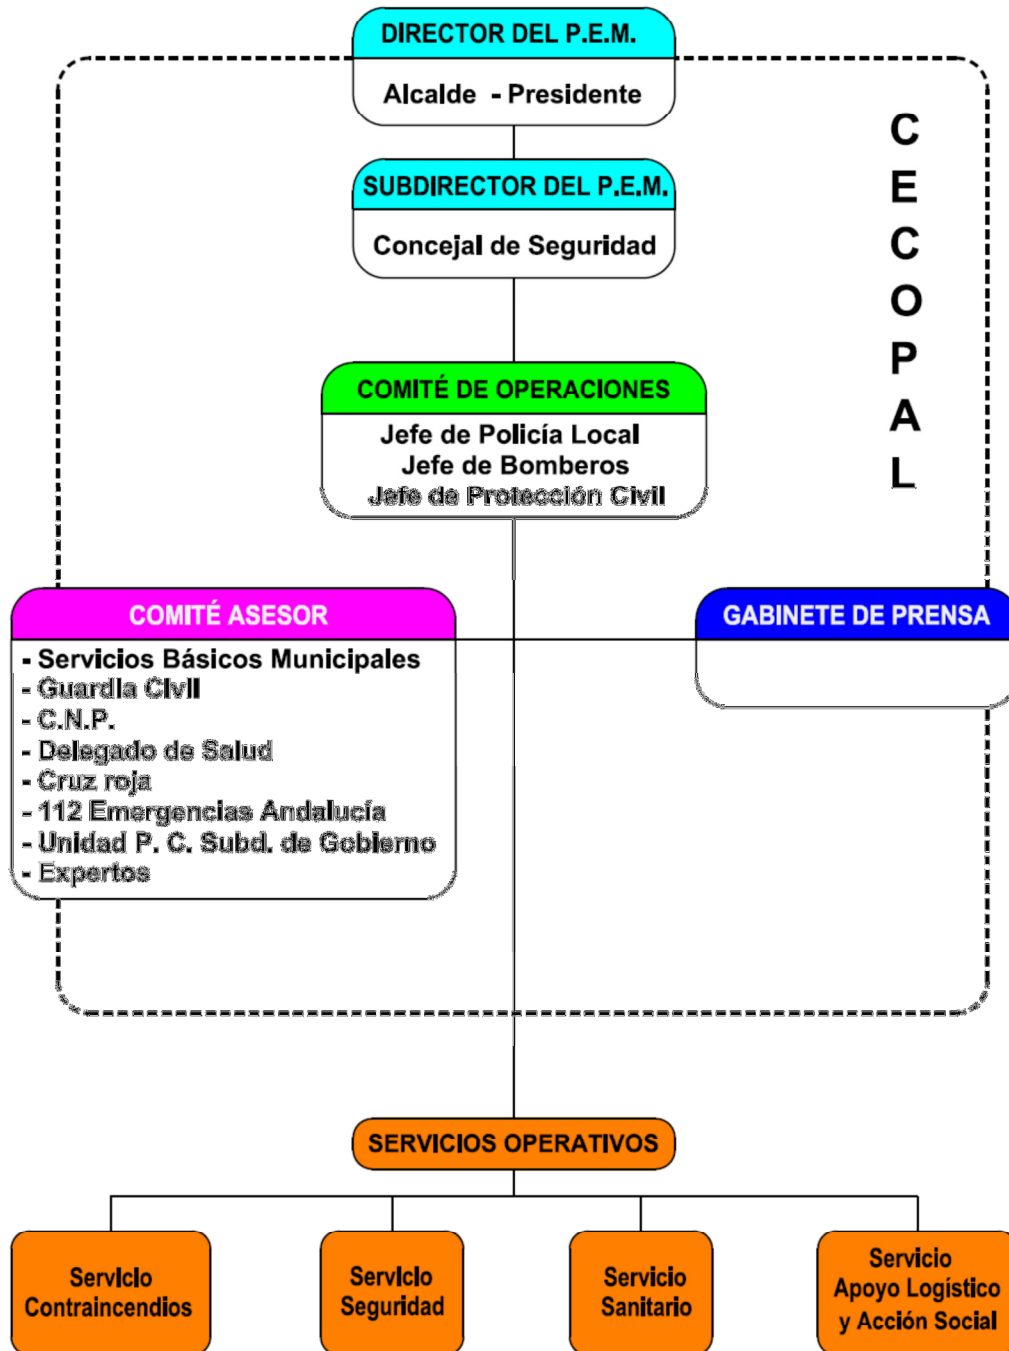 DIRECTOR DEL P.E.M.
Alcalde - Presidente
SUBDIRECTOR DEL P.E.M.
Concejal de Seguridad
CECOPAL
COMITÉ DE OPERACIONES
Jefe de Policía Local
Jefe de Bomberos
Jefe de Protección Civil
COMITÉ ASESOR
- Servicios Básicos Municipales
- Guardia Civil
- C.N.P.
- Delegado de Salud
- Cruz roja
- 112 Emergencias Andalucía
- Unidad P. C. Subd. de Gobierno
- Expertos
GABINETE DE PRENSA
SERVICIOS OPERATIVOS
Servicio
Contraincendios
Servicio
Seguridad
Servicio
Sanitario
Servicio
Apoyo Logístico
y Acción Social